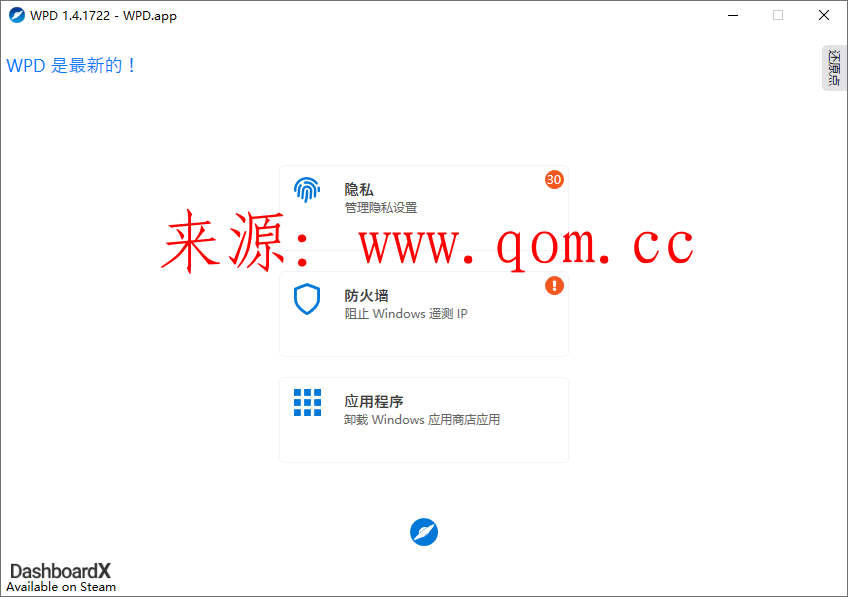 WPD 1.4.1722 - WPD.app
WPD 是最新的！
还原点
隐私
30
管理隐私设置
来源：www.qom.cc
防火墙
!
阻止 Windows 遥测 IP
应用程序
卸载 Windows 应用商店应用
DashboardX
Available on Steam